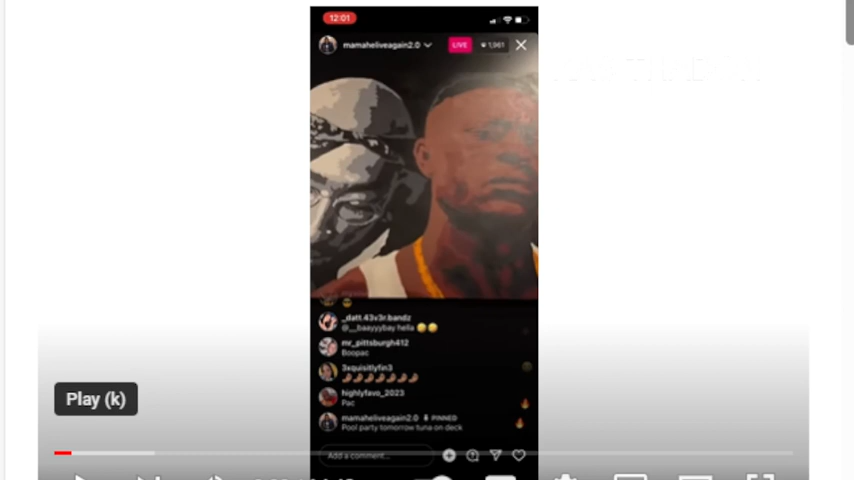 12:01
mamaheliveagain2.0
LIVE
1,961
_datt.43v3r.bandz
@__baayyybay hella
mr_pittsburgh412
Boopac
3xquisitlyfin3
highlyfavo_2023
Pac
mamaheliveagain2.0 PINNED
Pool party tomorrow tuna on deck
Play (k)
Add a comment...